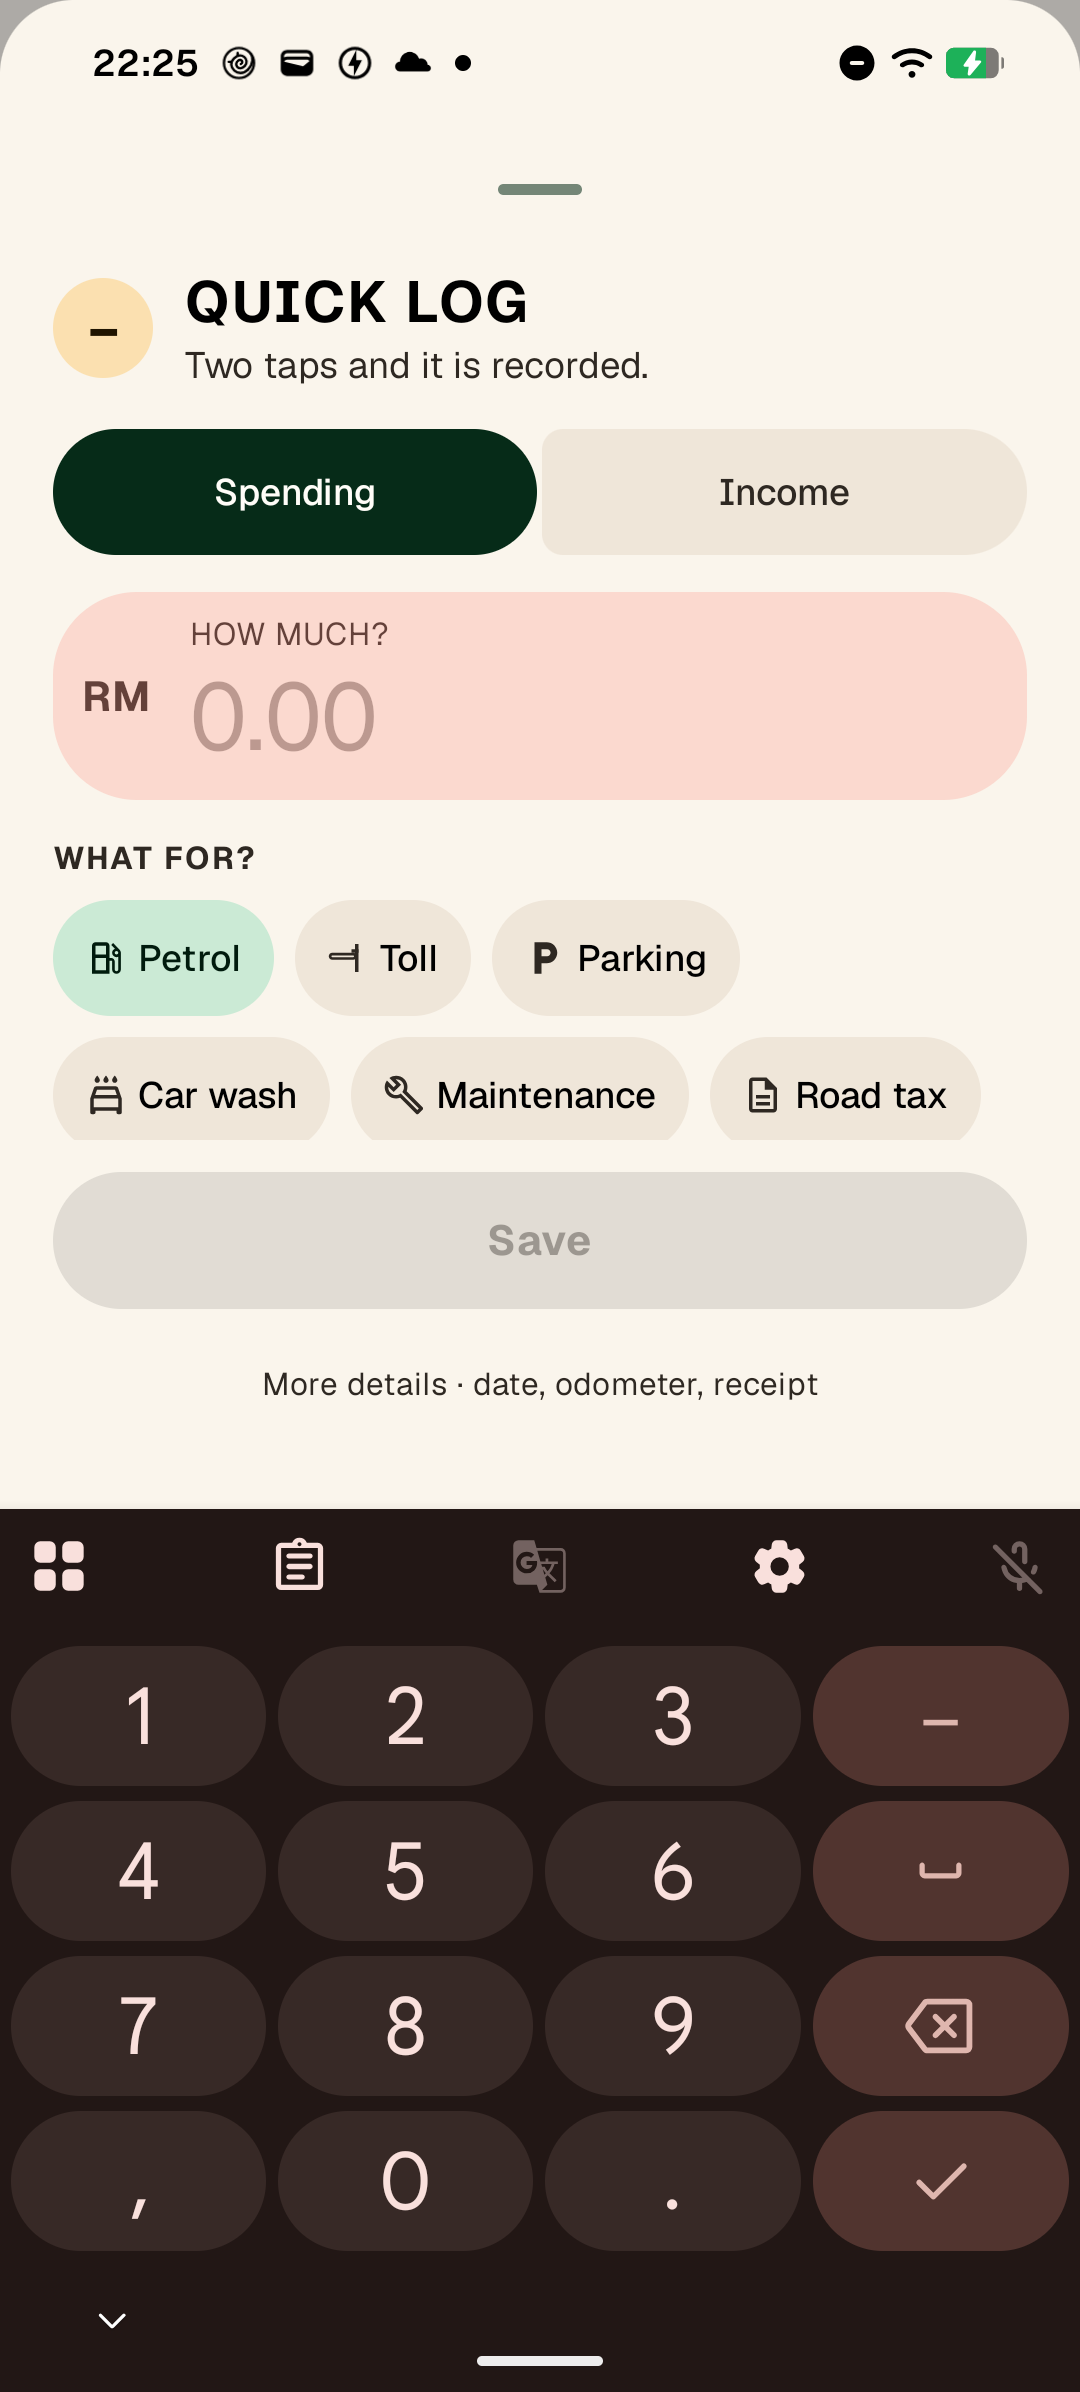 22:25
QUICK LOG
Two taps and it is recorded.
Spending
Income
HOW MUCH?
RM
0.00
WHAT FOR?
Petrol
Toll
P Parking
Car wash
Maintenance
Road tax
Save
More details · date, odometer, receipt
1
2
3
–
4
5
6
7
8
9
,
0
.